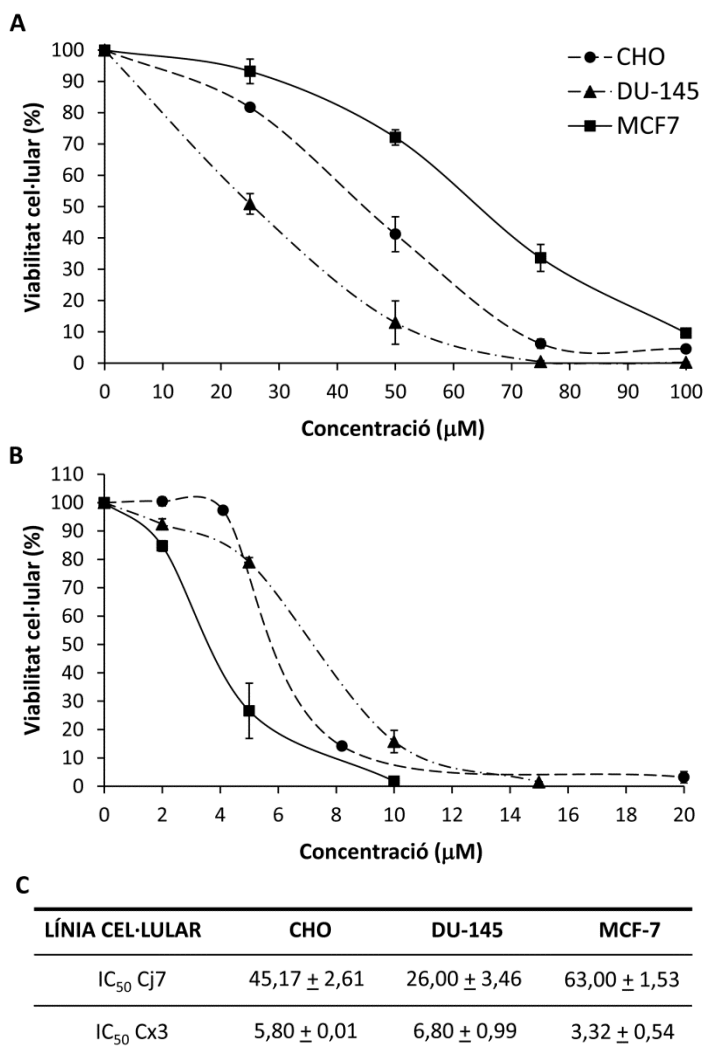 A
100
90
80
70
60
50
40
30
20
10
0
Viabilitat cel·lular (%)
CHO
DU-145
MCF7
0 10 20 30 40 50 60 70 80 90 100
Concentració (μM)
B
110
100
90
80
70
60
50
40
30
20
10
0
Viabilitat cel·lular (%)
0 2 4 6 8 10 12 14 16 18 20
Concentració (μM)
C
LÍNIA CEL·LULAR CHO DU-145 MCF-7
IC50 Cj7 45,17 ± 2,61 26,00 ± 3,46 63,00 ± 1,53
IC50 Cx3 5,80 ± 0,01 6,80 ± 0,99 3,32 ± 0,54